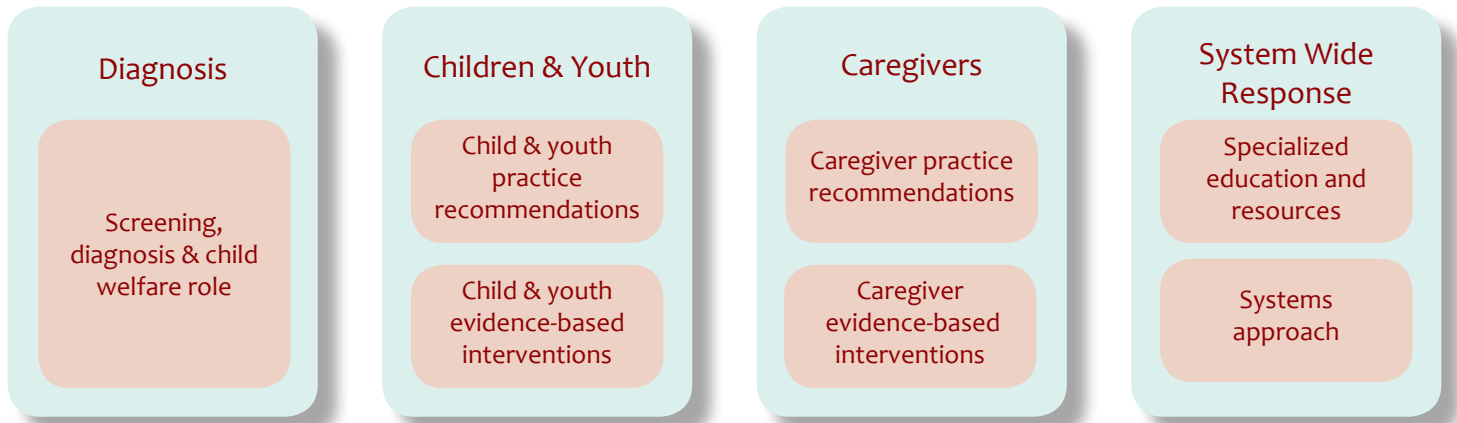 Diagnosis
Screening,
diagnosis & child
welfare role
Children & Youth
Child & youth
practice
recommendations
Child & youth
evidence-based
interventions
Caregivers
Caregiver practice
recommendations
Caregiver
evidence-based
interventions
System Wide
Response
Specialized
education and
resources
Systems
approach